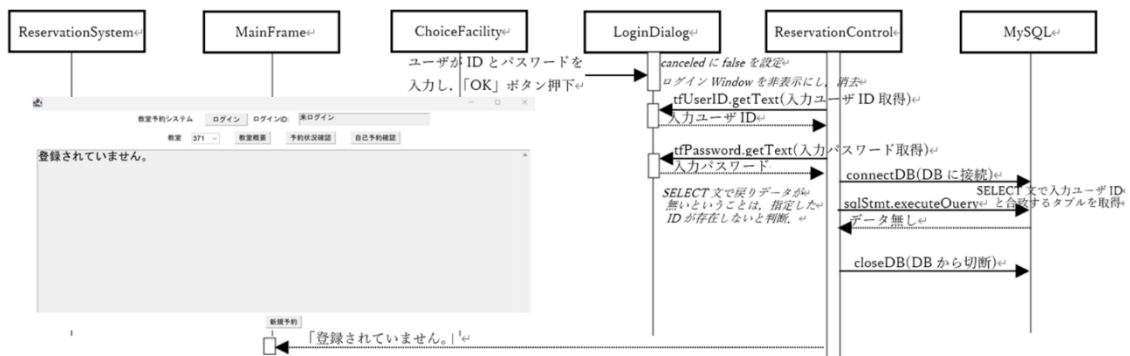 ReservationSystem
MainFrame
ChoiceFacility
LoginDialog
ReservationControl
MySQL
ユーザが ID とパスワードを
入力し，「OK」ボタン押下
canceled に false を設定
ログイン Window を非表示にし，消去
tfUserID.getText(入力ユーザ ID 取得)
入力ユーザ ID
tfPassword.getText(入力パスワード取得)
入力パスワード
connectDB(DB に接続)
SELECT 文で戻りデータが
無いということは，指定した
ID が存在しないと判断．
SELECT 文で入力ユーザ ID
と合致するタプルを取得
sqlStmt.executeQuery
データ無し
closeDB(DB から切断)
教室予約システム
ログイン
ログインID:
未ログイン
教室
371
教室概要
予約状況確認
自己予約確認
登録されていません。
新規予約
「登録されていません。」